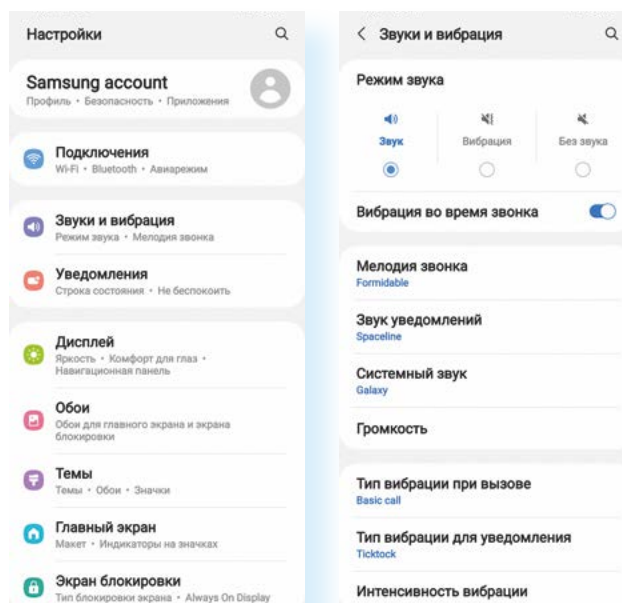 Настройки
Samsung account
Профиль • Безопасность • Приложения
Подключения
Wi-Fi • Bluetooth • Авиарежим
Звуки и вибрация
Режим звука • Мелодия звонка
Уведомления
Строка состояния • Не беспокоить
Дисплей
Яркость • Комфорт для глаз •
Навигационная панель
Обои
Обои для главного экрана и экрана
блокировки
Темы
Темы • Обои • Значки
Главный экран
Макет • Индикаторы на значках
Экран блокировки
Тип блокировки экрана • Always On Display
Звуки и вибрация
Режим звука
Звук Вибрация Без звука
Вибрация во время звонка
Мелодия звонка
Formidable
Звук уведомлений
Spaceline
Системный звук
Galaxy
Громкость
Тип вибрации при вызове
Basic call
Тип вибрации для уведомления
Ticktock
Интенсивность вибрации